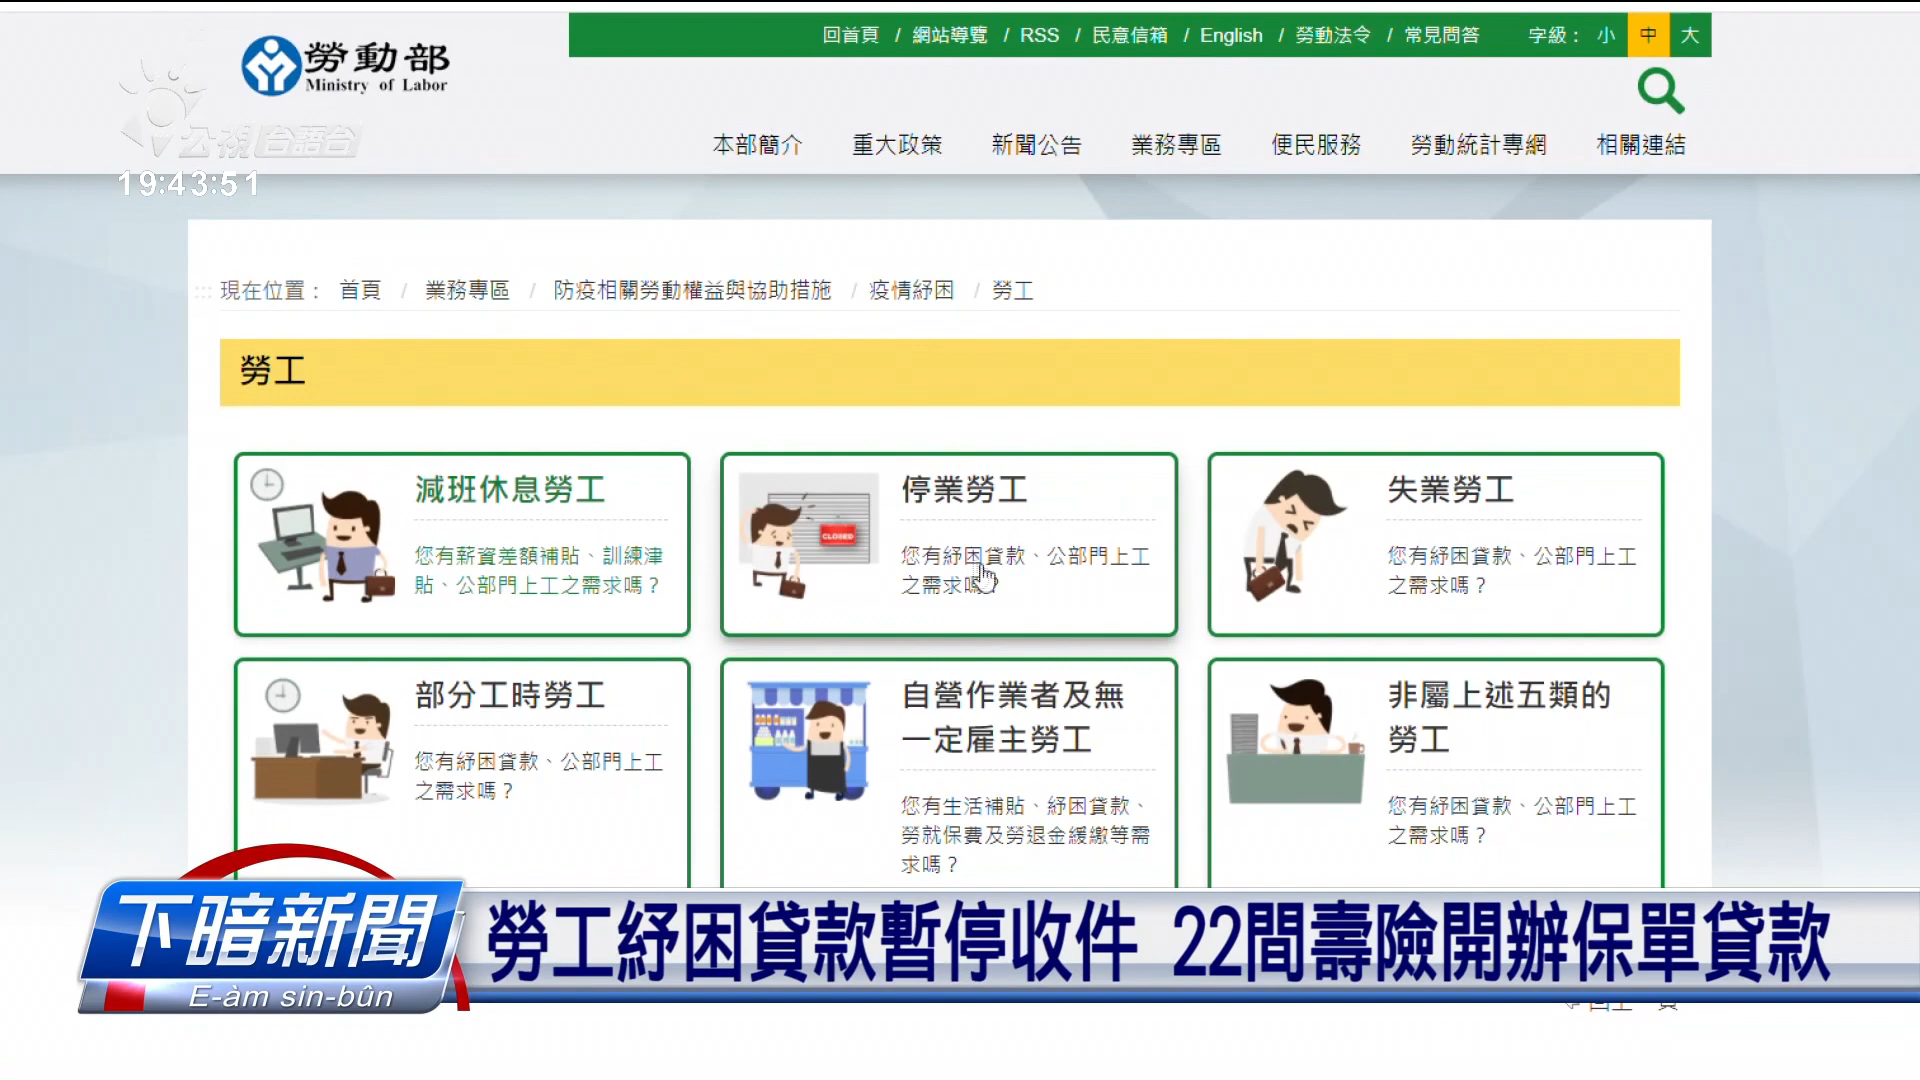 回首頁 / 網站導覽 / RSS / 民意信箱 / English / 勞動法令 / 常見問答 字級： 小 中 大
勞動部
Ministry of Labor
公視台語台
19:43:51
本部簡介 重大政策 新聞公告 業務專區 便民服務 勞動統計專網 相關連結
現在位置： 首頁 / 業務專區 / 防疫相關勞動權益與協助措施 / 疫情紓困 / 勞工
勞工
減班休息勞工
您有薪資差額補貼、訓練津
貼、公部門上工之需求嗎？
CLOSED
停業勞工
您有紓困貸款、公部門上工
之需求嗎？
失業勞工
您有紓困貸款、公部門上工
之需求嗎？
部分工時勞工
您有紓困貸款、公部門上工
之需求嗎？
自營作業者及無
一定雇主勞工
您有生活補貼、紓困貸款、
勞就保費及勞退金緩繳等需
求嗎？
非屬上述五類的
勞工
您有紓困貸款、公部門上工
之需求嗎？
下暗新聞
E-àm sin-bûn
勞工紓困貸款暫停收件 22間壽險開辦保單貸款